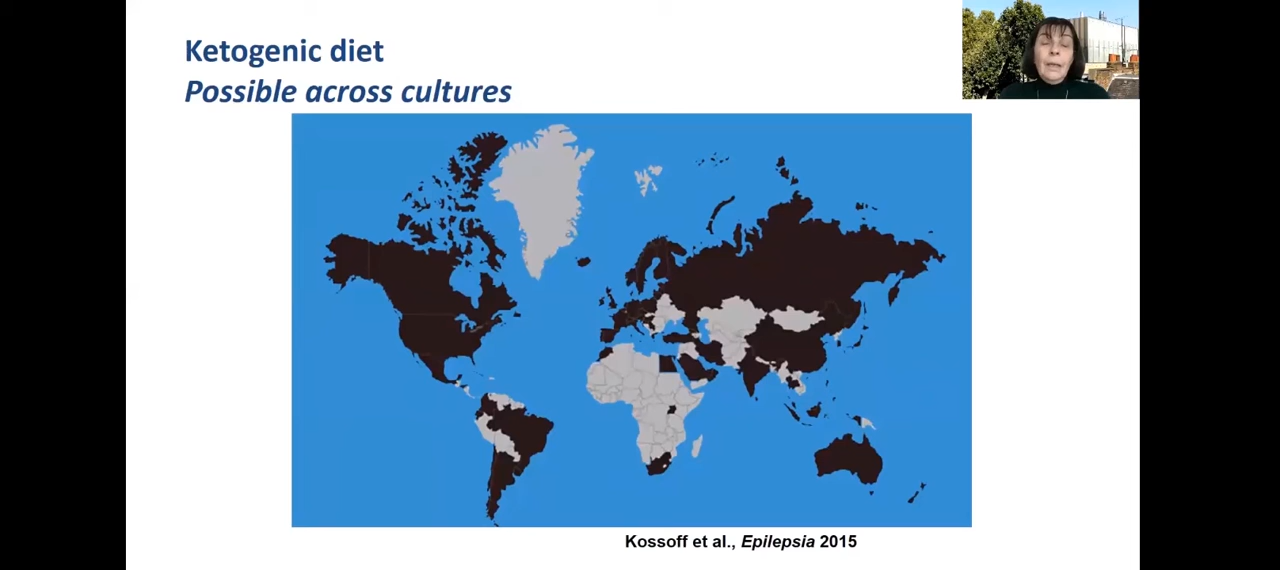 Ketogenic diet
Possible across cultures
Kossoff et al., Epilepsia 2015